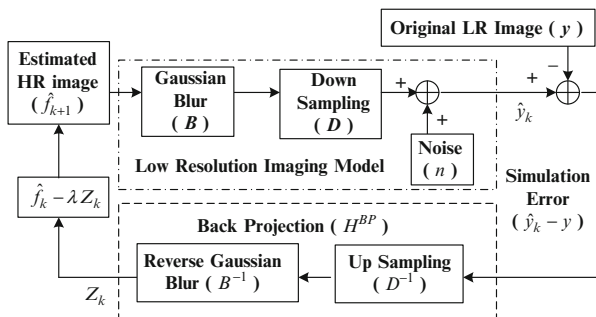 Original LR Image ( y )
Estimated
HR image
( f̂ₖ₊₁ )
Gaussian
Blur
( B )
Down
Sampling
( D )
+
+
+
−
ŷₖ
Noise
( n )
Low Resolution Imaging Model
Simulation
Error
( ŷₖ − y )
f̂ₖ − λZₖ
Back Projection ( Hᴮᴾ )
Reverse Gaussian
Blur ( B⁻¹ )
Up Sampling
( D⁻¹ )
Zₖ